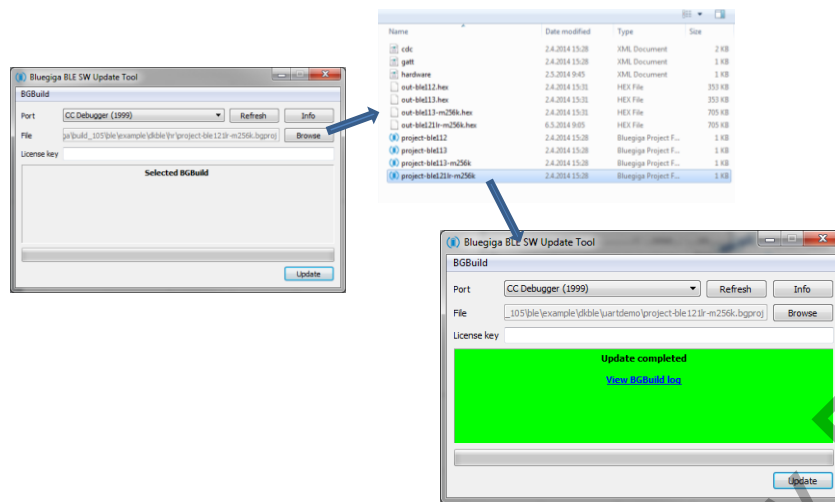 Name Date modified Type Size
cdc 2.4.2014 15:28 XML Document 2 KB
gatt 2.4.2014 15:28 XML Document 1 KB
hardware 2.5.2014 9:45 XML Document 1 KB
out-ble112.hex 2.4.2014 15:31 HEX File 353 KB
out-ble113.hex 2.4.2014 15:31 HEX File 353 KB
out-ble113-m256k.hex 2.4.2014 15:31 HEX File 705 KB
out-ble121lr-m256k.hex 6.5.2014 9:05 HEX File 705 KB
project-ble112 2.4.2014 15:28 Bluegiga Project F... 1 KB
project-ble113 2.4.2014 15:28 Bluegiga Project F... 1 KB
project-ble113-m256k 2.4.2014 15:28 Bluegiga Project F... 1 KB
project-ble121lr-m256k 2.4.2014 15:28 Bluegiga Project F... 1 KB
Bluegiga BLE SW Update Tool
BGBuild
Port CC Debugger (1999) Refresh Info
File ga\build_105\ble\example\dkble\hr\project-ble121lr-m256k.bgproj Browse
License key
Selected BGBuild
Update
Bluegiga BLE SW Update Tool
BGBuild
Port CC Debugger (1999) Refresh Info
File _105\ble\example\dkble\uartdemo\project-ble121lr-m256k.bgproj Browse
License key
Update completed
View BGBuild log
Update